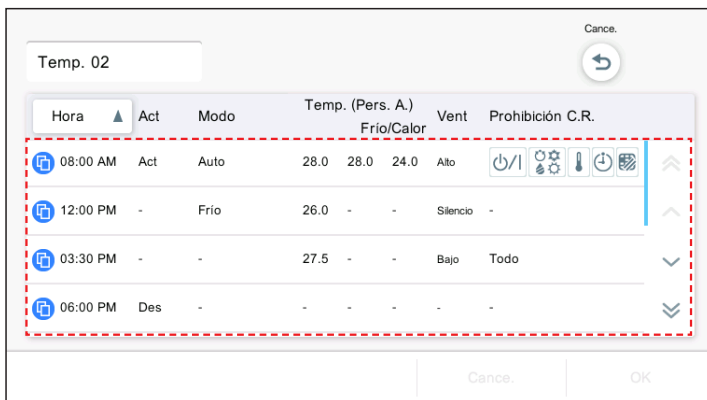 Cance.
Temp. 02
Hora Act Modo Temp. (Pers. A.) Frío/Calor Vent Prohibición C.R.
08:00 AM Act Auto 28.0 28.0 24.0 Alto
12:00 PM - Frío 26.0 - - Silencio -
03:30 PM - - 27.5 - - Bajo Todo
06:00 PM Des - - - - - -
Cance. OK